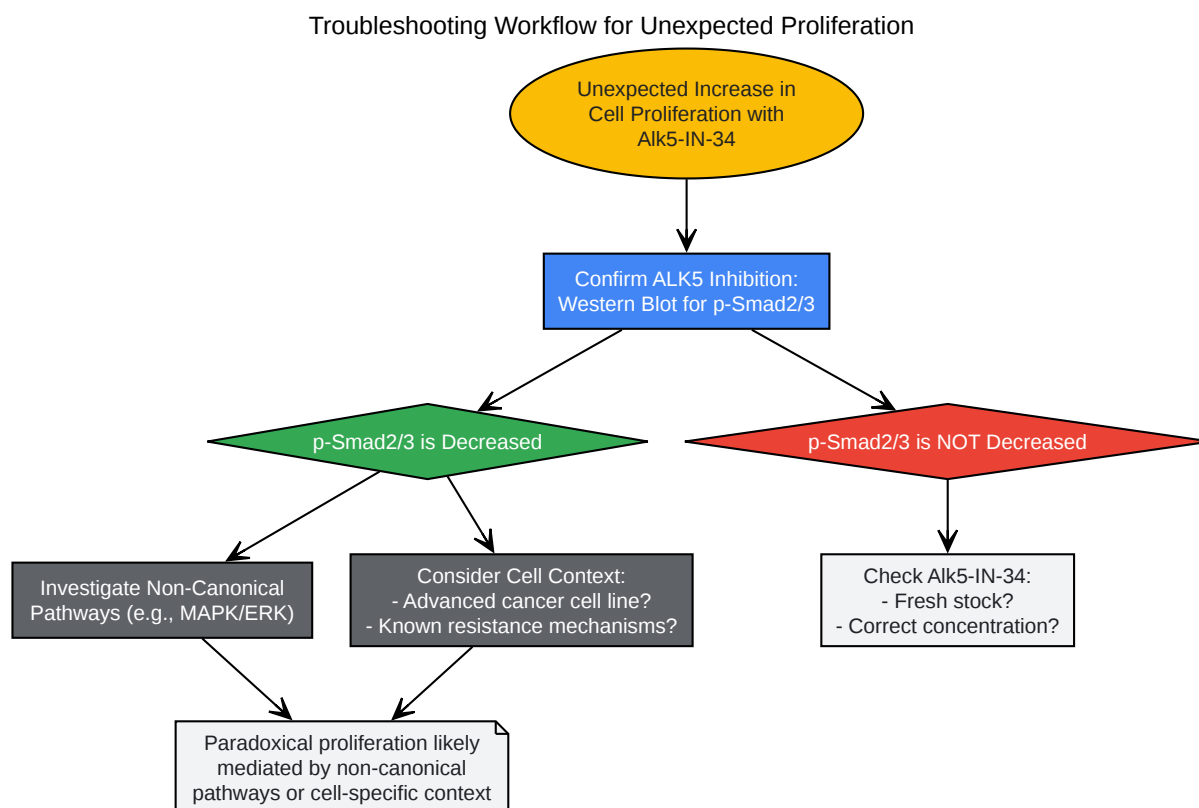 Troubleshooting Workflow for Unexpected Proliferation
Unexpected Increase in
Cell Proliferation with
Alk5-IN-34
Confirm ALK5 Inhibition:
Western Blot for p-Smad2/3
p-Smad2/3 is Decreased
p-Smad2/3 is NOT Decreased
Investigate Non-Canonical
Pathways (e.g., MAPK/ERK)
Consider Cell Context:
- Advanced cancer cell line?
- Known resistance mechanisms?
Check Alk5-IN-34:
- Fresh stock?
- Correct concentration?
Paradoxical proliferation likely
mediated by non-canonical
pathways or cell-specific context